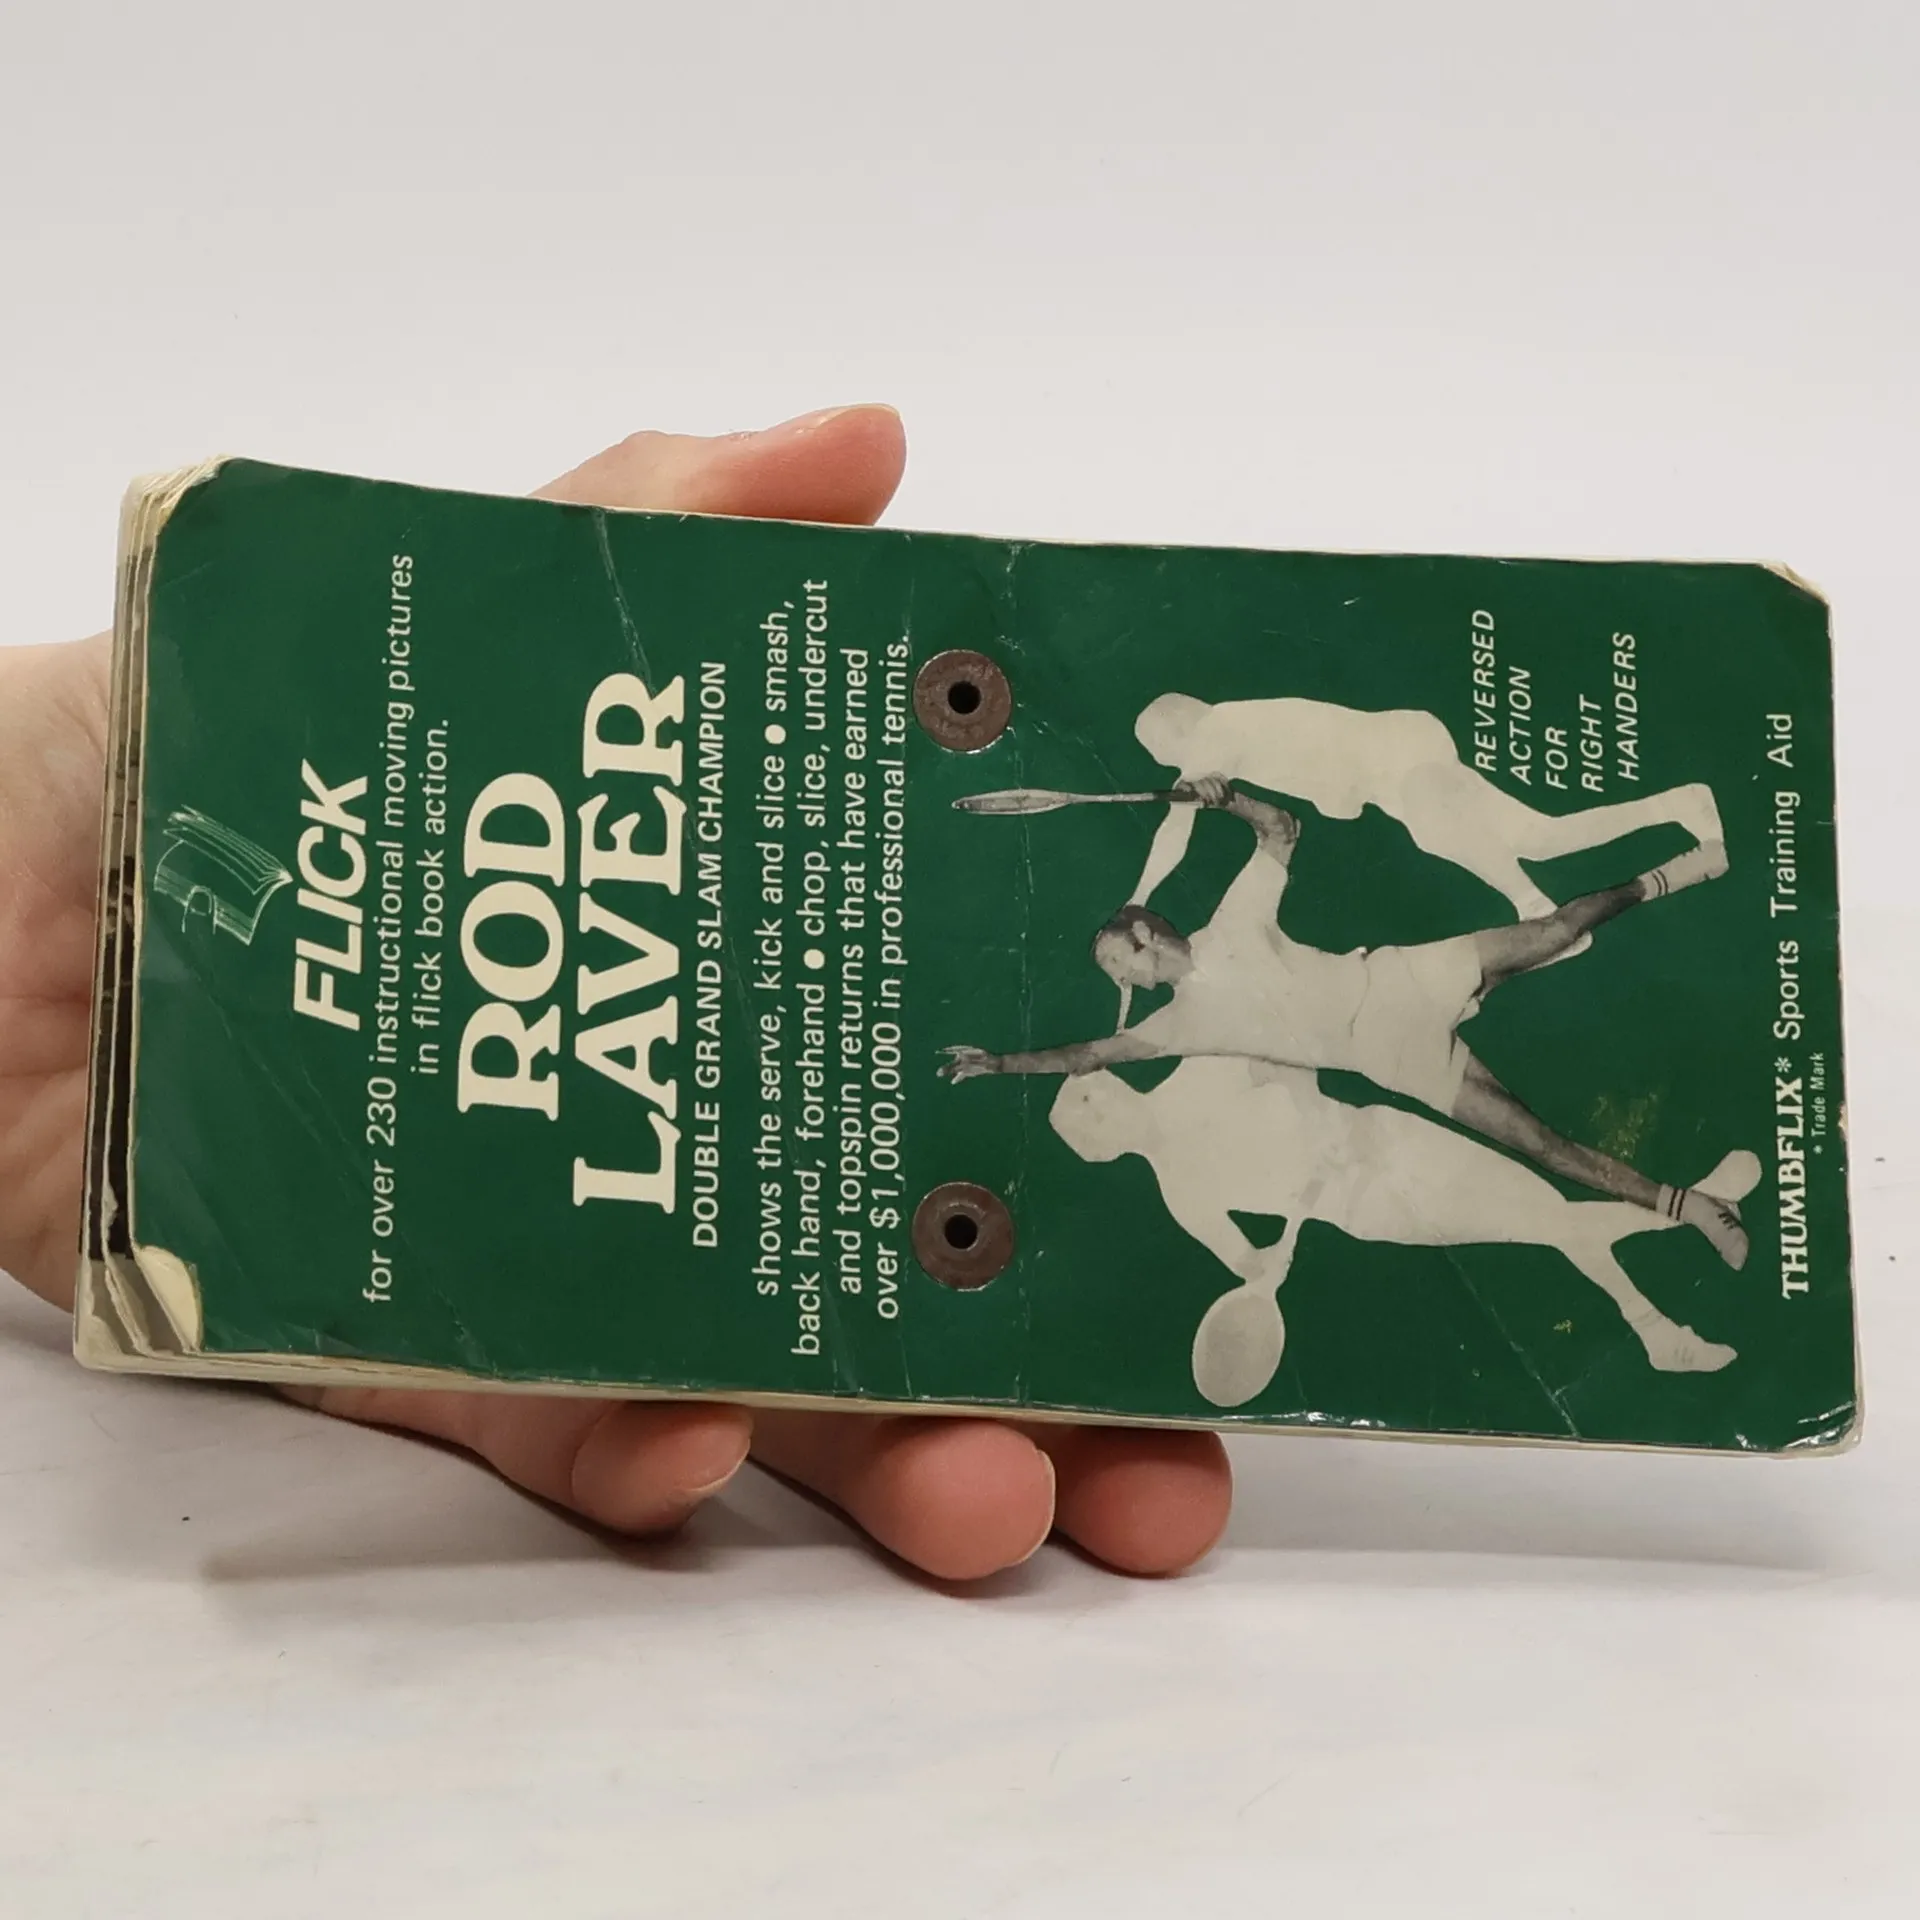 FLICK
for over 230 instructional moving pictures
in flick book action.
ROD
LAVER
DOUBLE GRAND SLAM CHAMPION
shows the serve, kick and slice ● smash,
back hand, forehand ● chop, slice, undercut
and topspin returns that have earned
over $1,000,000 in professional tennis.
REVERSED
ACTION
FOR
RIGHT
HANDERS
THUMBFLIX* Sports Training Aid
* Trade Mark